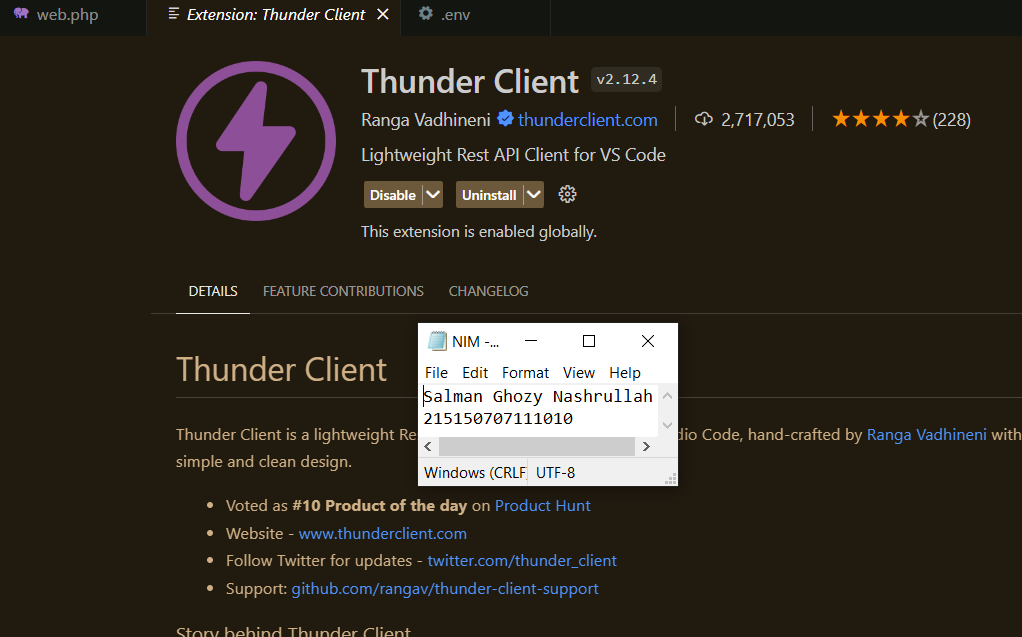 web.php
Extension: Thunder Client
.env
Thunder Client v2.12.4
Ranga Vadhineni thunderclient.com 2,717,053 (228)
Lightweight Rest API Client for VS Code
Disable Uninstall
This extension is enabled globally.
DETAILS FEATURE CONTRIBUTIONS CHANGELOG
NIM -...
File Edit Format View Help
Salman Ghozy Nashrullah
215150707111010
Windows (CRLF UTF-8
Thunder Client
Thunder Client is a lightweight Re
dio Code, hand-crafted by Ranga Vadhineni with
simple and clean design.
Voted as #10 Product of the day on Product Hunt
Website - www.thunderclient.com
Follow Twitter for updates - twitter.com/thunder_client
Support: github.com/rangav/thunder-client-support
Story behind Thunder Client